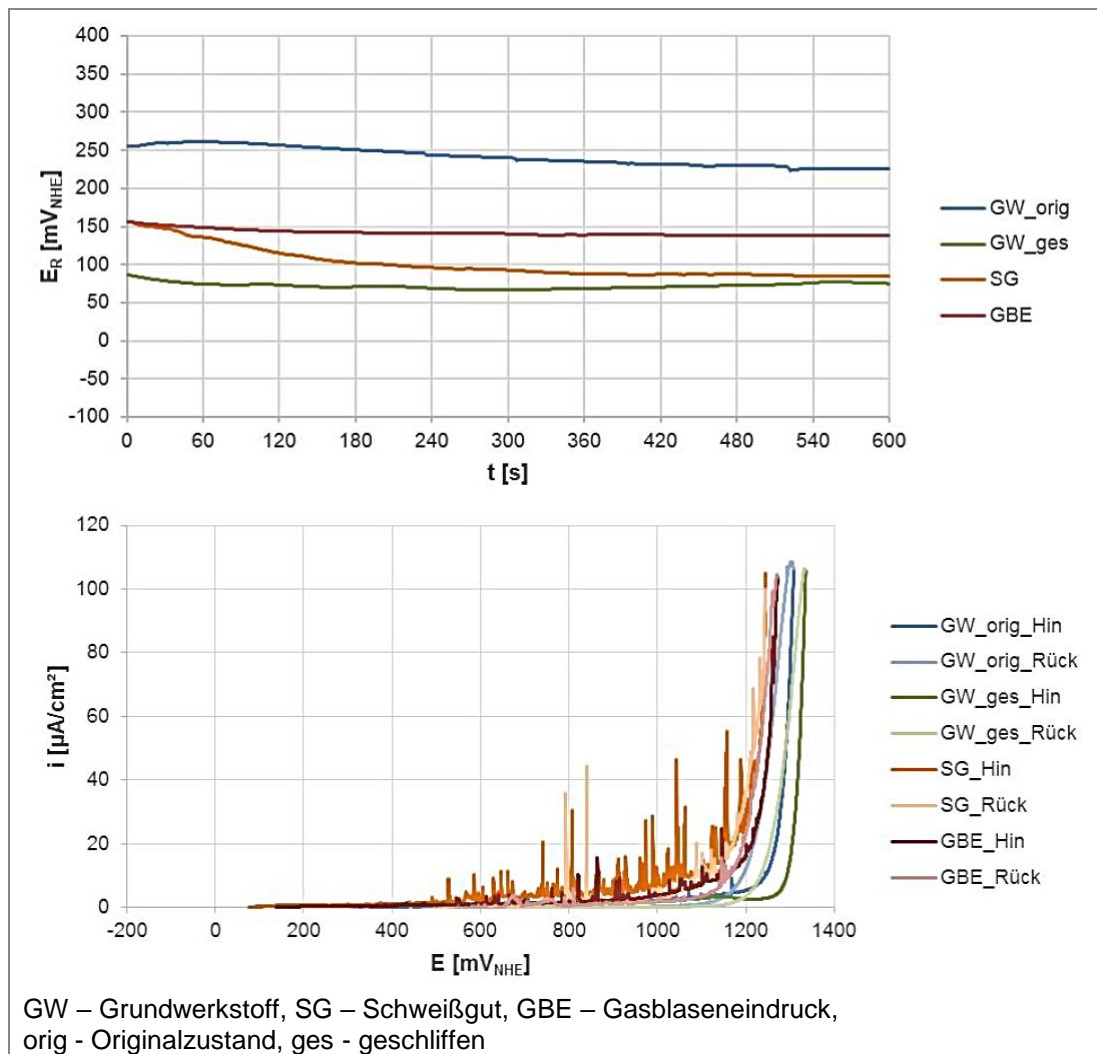 400
350
300
250
200
150
100
50
0
-50
-100
E_R [mV_NHE]
0 60 120 180 240 300 360 420 480 540 600
t [s]
GW_orig
GW_ges
SG
GBE
120
100
80
60
40
20
0
i [µA/cm²]
-200 0 200 400 600 800 1000 1200 1400
E [mV_NHE]
GW_orig_Hin
GW_orig_Rück
GW_ges_Hin
GW_ges_Rück
SG_Hin
SG_Rück
GBE_Hin
GBE_Rück
GW – Grundwerkstoff, SG – Schweißgut, GBE – Gasblaseneindruck,
orig - Originalzustand, ges - geschliffen